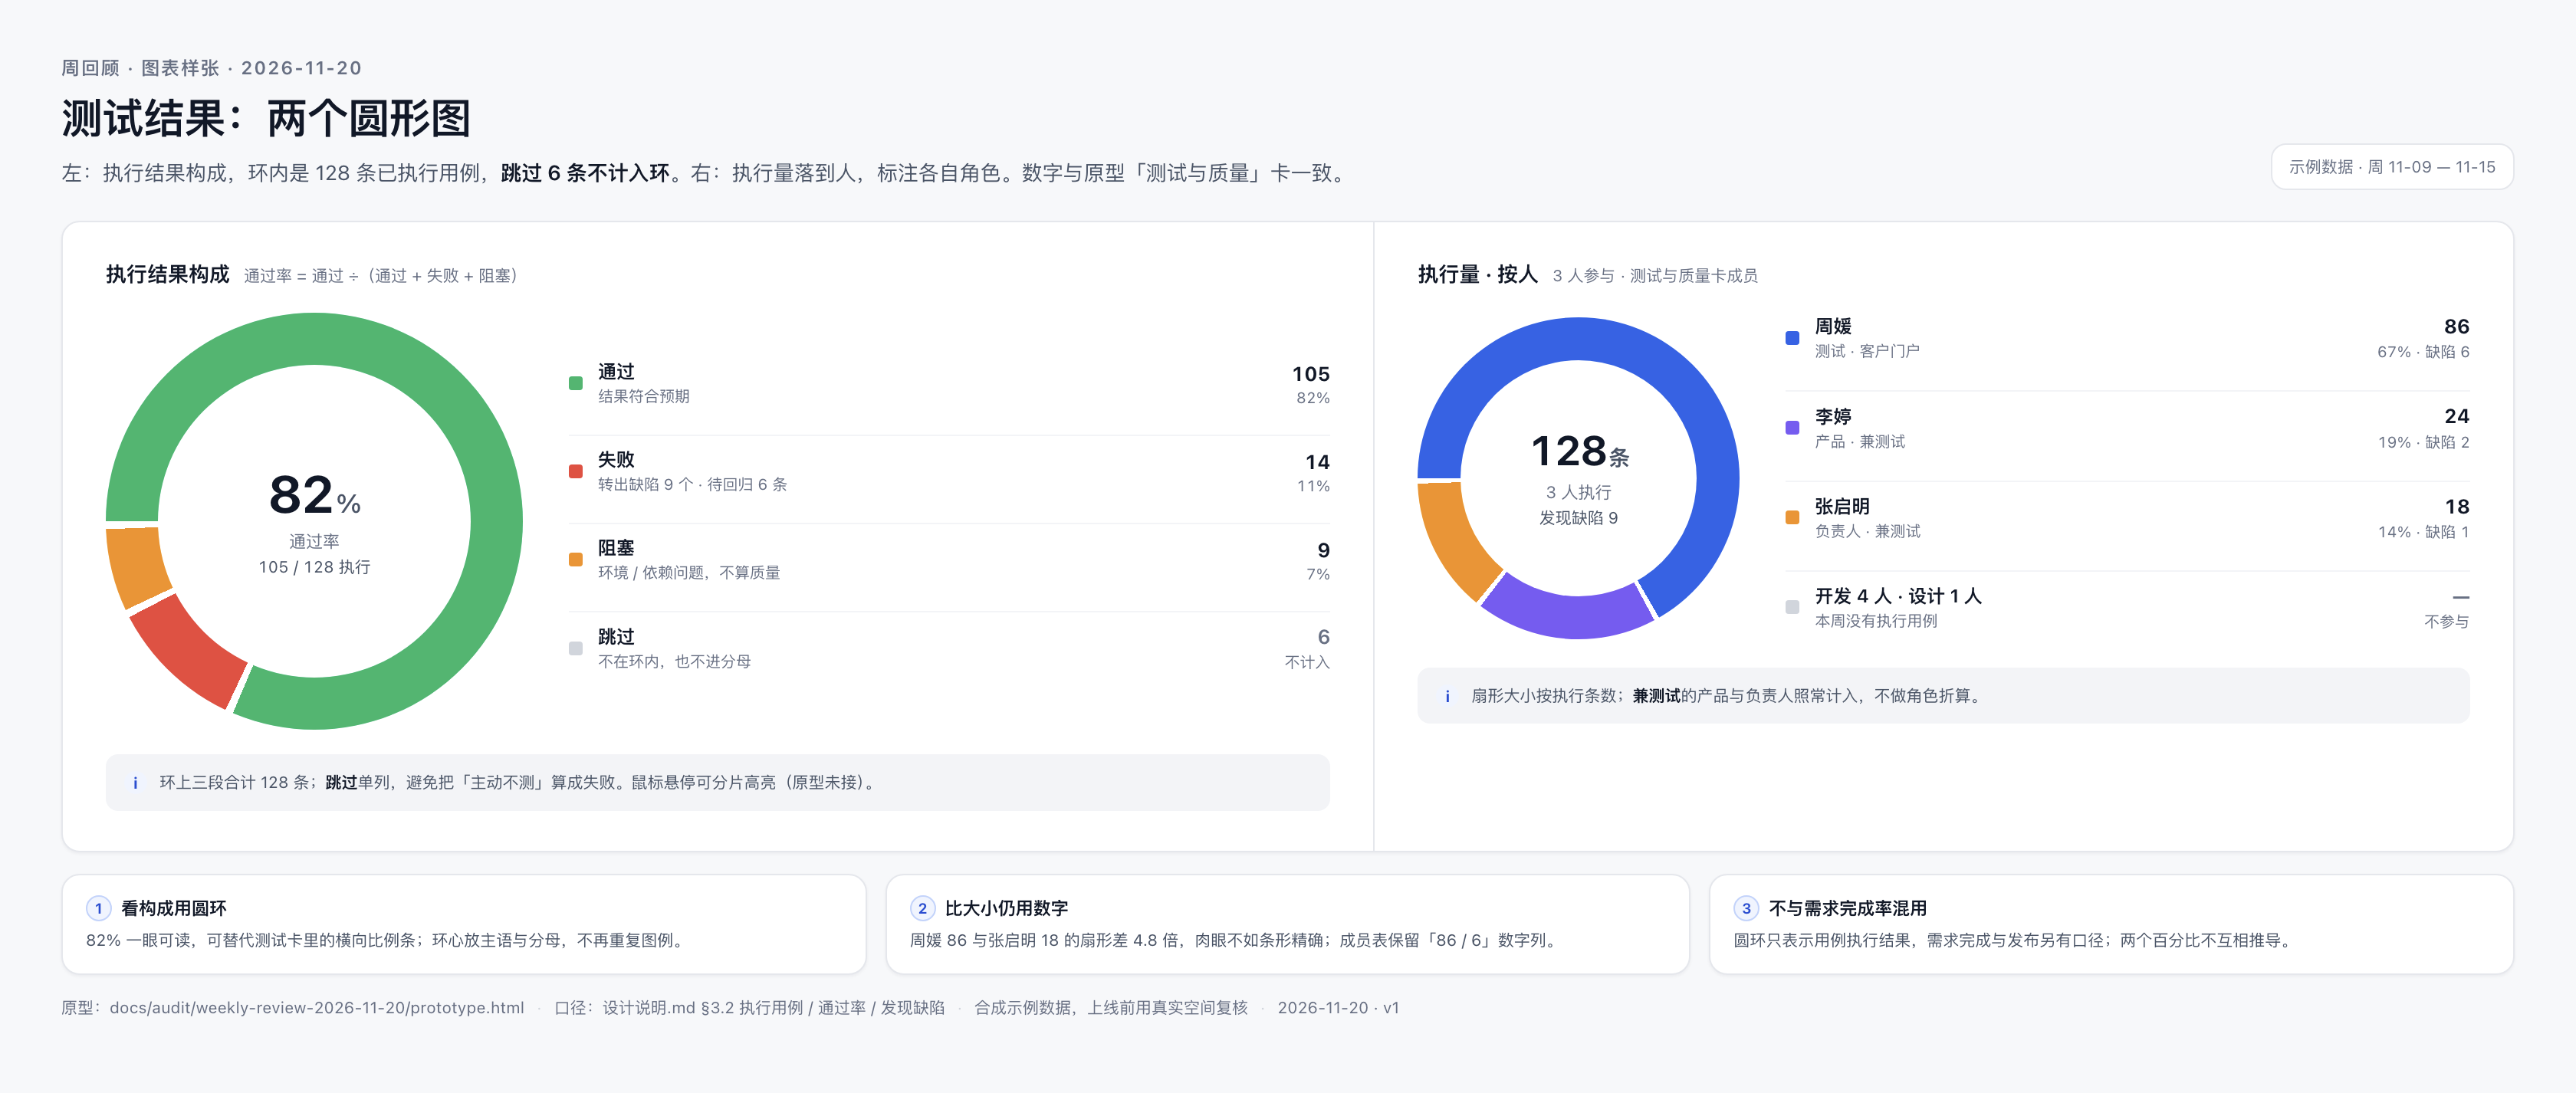 周回顾 · 图表样张 · 2026-11-20
测试结果：两个圆形图
左：执行结果构成，环内是 128 条已执行用例，跳过 6 条不计入环。右：执行量落到人，标注各自角色。数字与原型「测试与质量」卡一致。
示例数据 · 周 11-09 — 11-15
执行结果构成 通过率 = 通过 ÷（通过 + 失败 + 阻塞）
82%
通过率
105 / 128 执行
通过 105
结果符合预期 82%
失败 14
转出缺陷 9 个 · 待回归 6 条 11%
阻塞 9
环境 / 依赖问题，不算质量 7%
跳过 6
不在环内，也不进分母 不计入
i 环上三段合计 128 条；跳过单列，避免把「主动不测」算成失败。鼠标悬停可分片高亮（原型未接）。
执行量 · 按人 3 人参与 · 测试与质量卡成员
128条
3 人执行
发现缺陷 9
周媛 86
测试 · 客户门户 67% · 缺陷 6
李婷 24
产品 · 兼测试 19% · 缺陷 2
张启明 18
负责人 · 兼测试 14% · 缺陷 1
开发 4 人 · 设计 1 人 —
本周没有执行用例 不参与
i 扇形大小按执行条数；兼测试的产品与负责人照常计入，不做角色折算。
1 看构成用圆环
82% 一眼可读，可替代测试卡里的横向比例条；环心放主语与分母，不再重复图例。
2 比大小仍用数字
周媛 86 与张启明 18 的扇形差 4.8 倍，肉眼不如条形精确；成员表保留「86 / 6」数字列。
3 不与需求完成率混用
圆环只表示用例执行结果，需求完成与发布另有口径；两个百分比不互相推导。
原型：docs/audit/weekly-review-2026-11-20/prototype.html · 口径：设计说明.md §3.2 执行用例 / 通过率 / 发现缺陷 · 合成示例数据，上线前用真实空间复核 · 2026-11-20 · v1